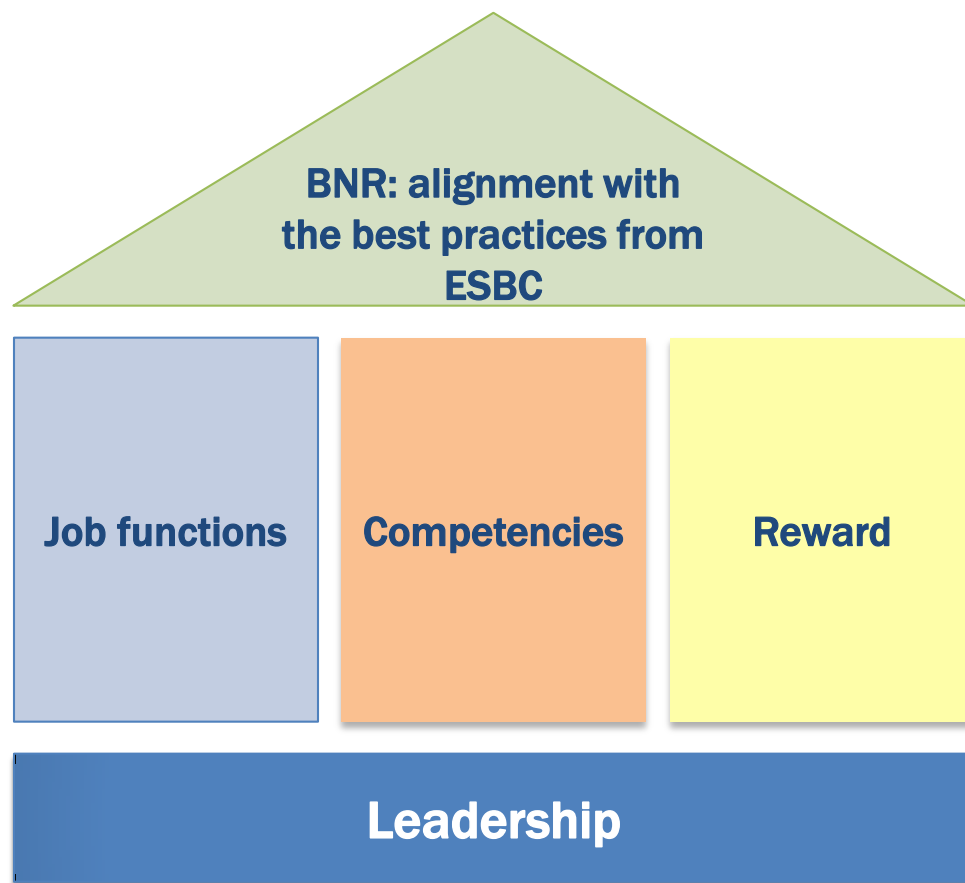 BNR: alignment with
the best practices from
ESBC
Job functions
Competencies
Reward
Leadership